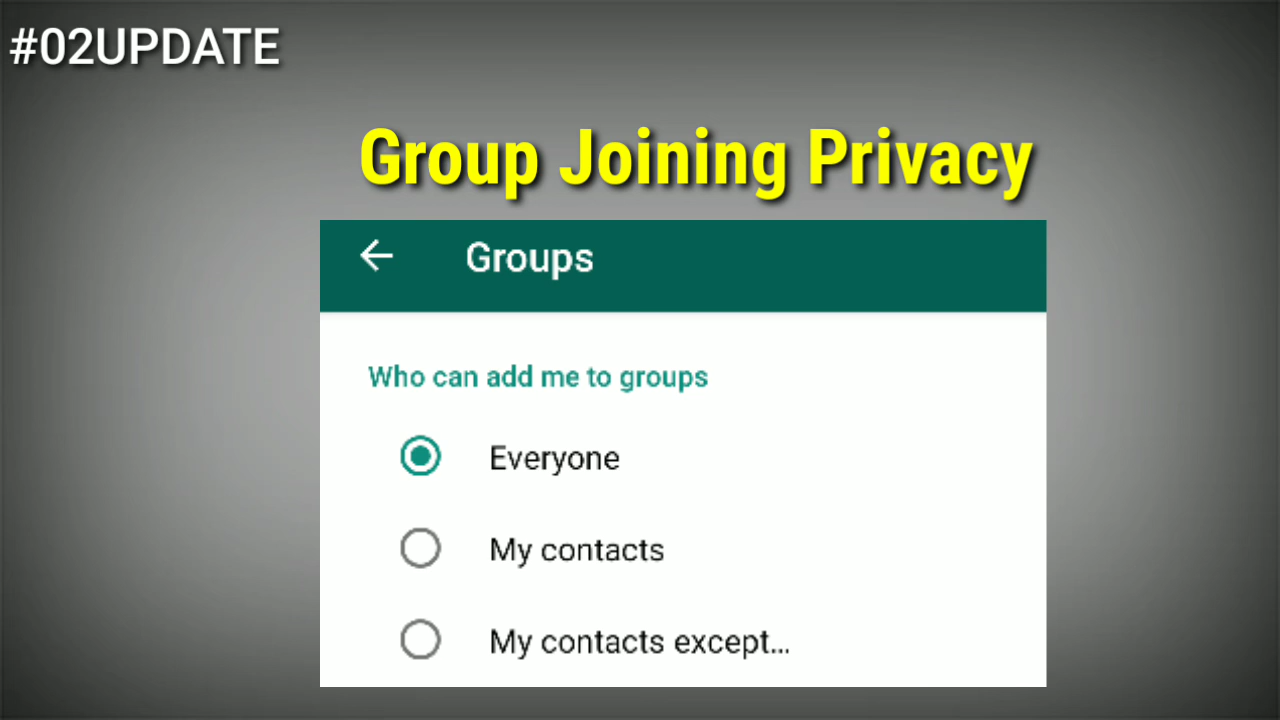 #02UPDATE
Group Joining Privacy
Groups
Who can add me to groups
Everyone
My contacts
My contacts except...